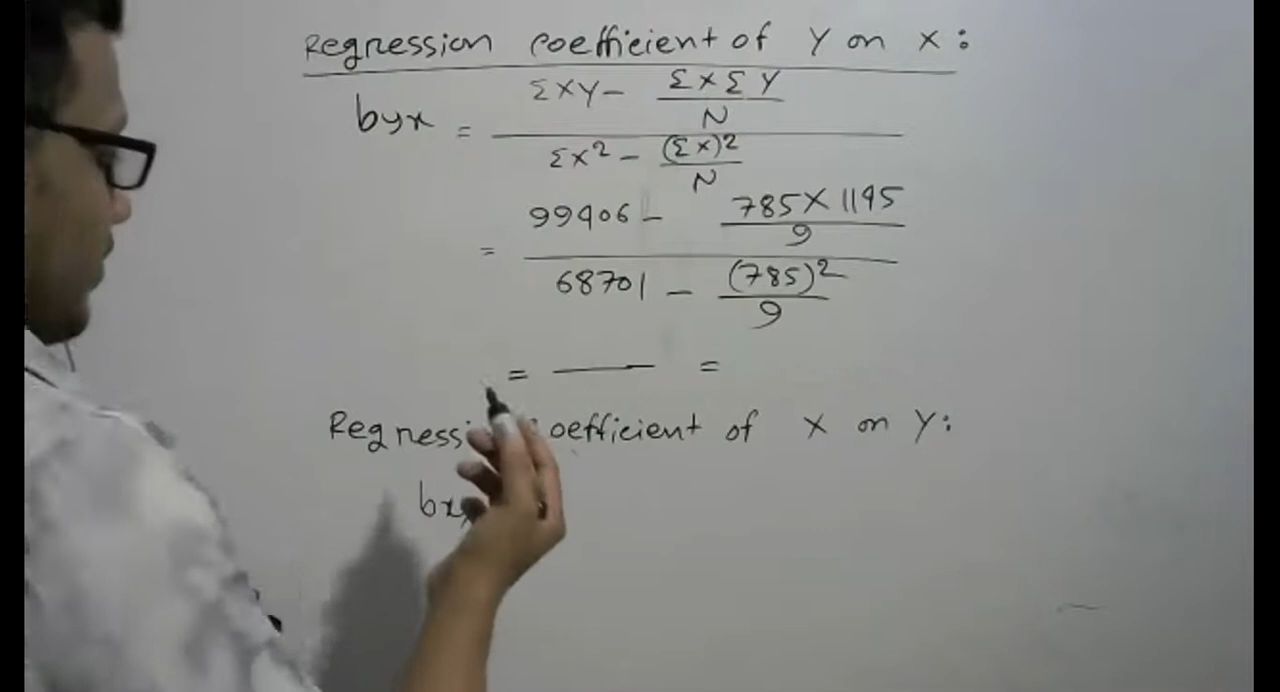 Regression coefficient of Y on X:
byx = ΣXY - ΣXΣY / N
ΣX² - (ΣX)² / N
= 99406 - 785 X 1195 / 9
68701 - (785)² / 9
= — =
Regress oefficient of X on Y: